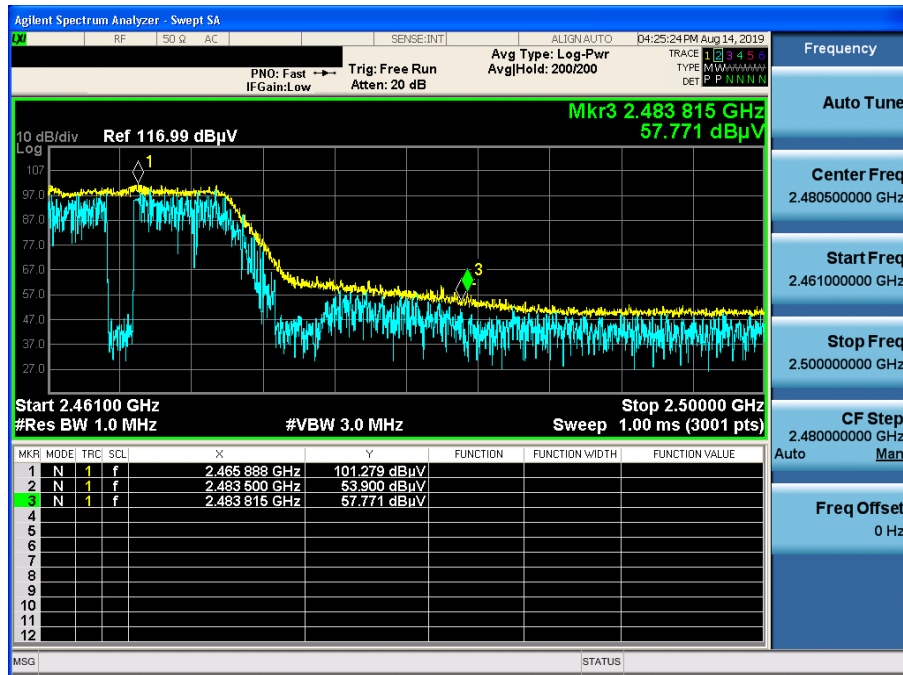 Agilent Spectrum Analyzer - Swept SA
LXI RF 50 Ω AC SENSE:INT ALIGN AUTO 04:25:24 PM Aug 14, 2019
Frequency
PNO: Fast Trig: Free Run Avg Type: Log-Pwr TRACE 1 2 3 4 5 6
IFGain:Low Atten: 20 dB Avg|Hold: 200/200 TYPE MWWWWW
DET P P N N N N
Auto Tune
Mkr3 2.483 815 GHz
57.771 dBµV
10 dB/div Ref 116.99 dBµV
Log
107
97.0
87.0
77.0
67.0
57.0
47.0
37.0
27.0
1
3
Center Freq
2.480500000 GHz
Start Freq
2.461000000 GHz
Stop Freq
2.500000000 GHz
Start 2.46100 GHz Stop 2.50000 GHz
#Res BW 1.0 MHz #VBW 3.0 MHz Sweep 1.00 ms (3001 pts)
CF Step
2.480000000 GHz
Auto Man
Freq Offset
0 Hz
MKR MODE TRC SCL X Y FUNCTION FUNCTION WIDTH FUNCTION VALUE
1 N 1 f 2.465 888 GHz 101.279 dBµV
2 N 1 f 2.483 500 GHz 53.900 dBµV
3 N 1 f 2.483 815 GHz 57.771 dBµV
4
5
6
7
8
9
10
11
12
MSG STATUS